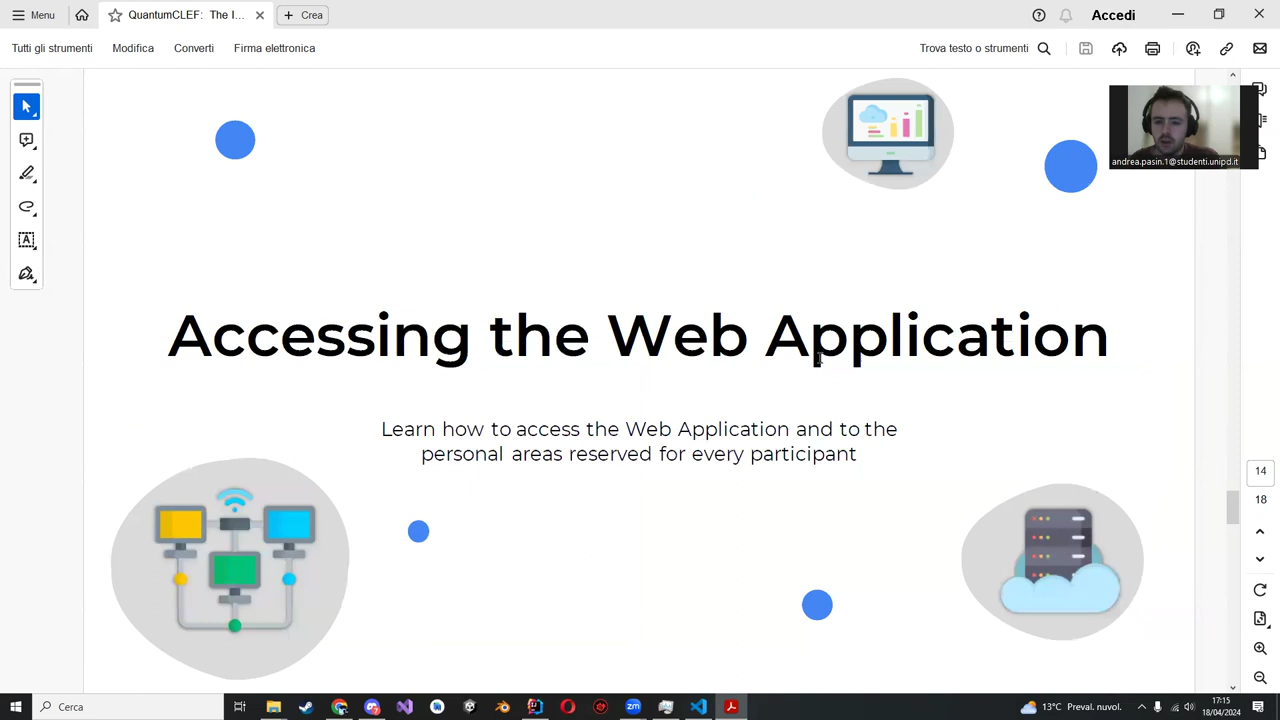 Menu
QuantumCLEF: The I...
Crea
Accedi
Tutti gli strumenti
Modifica
Converti
Firma elettronica
Trova testo o strumenti
andrea.pasin.1@studenti.unipd.it
Accessing the Web Application
Learn how to access the Web Application and to the
personal areas reserved for every participant
14
18
Cerca
13°C Preval. nuvol.
17:15
18/04/2024